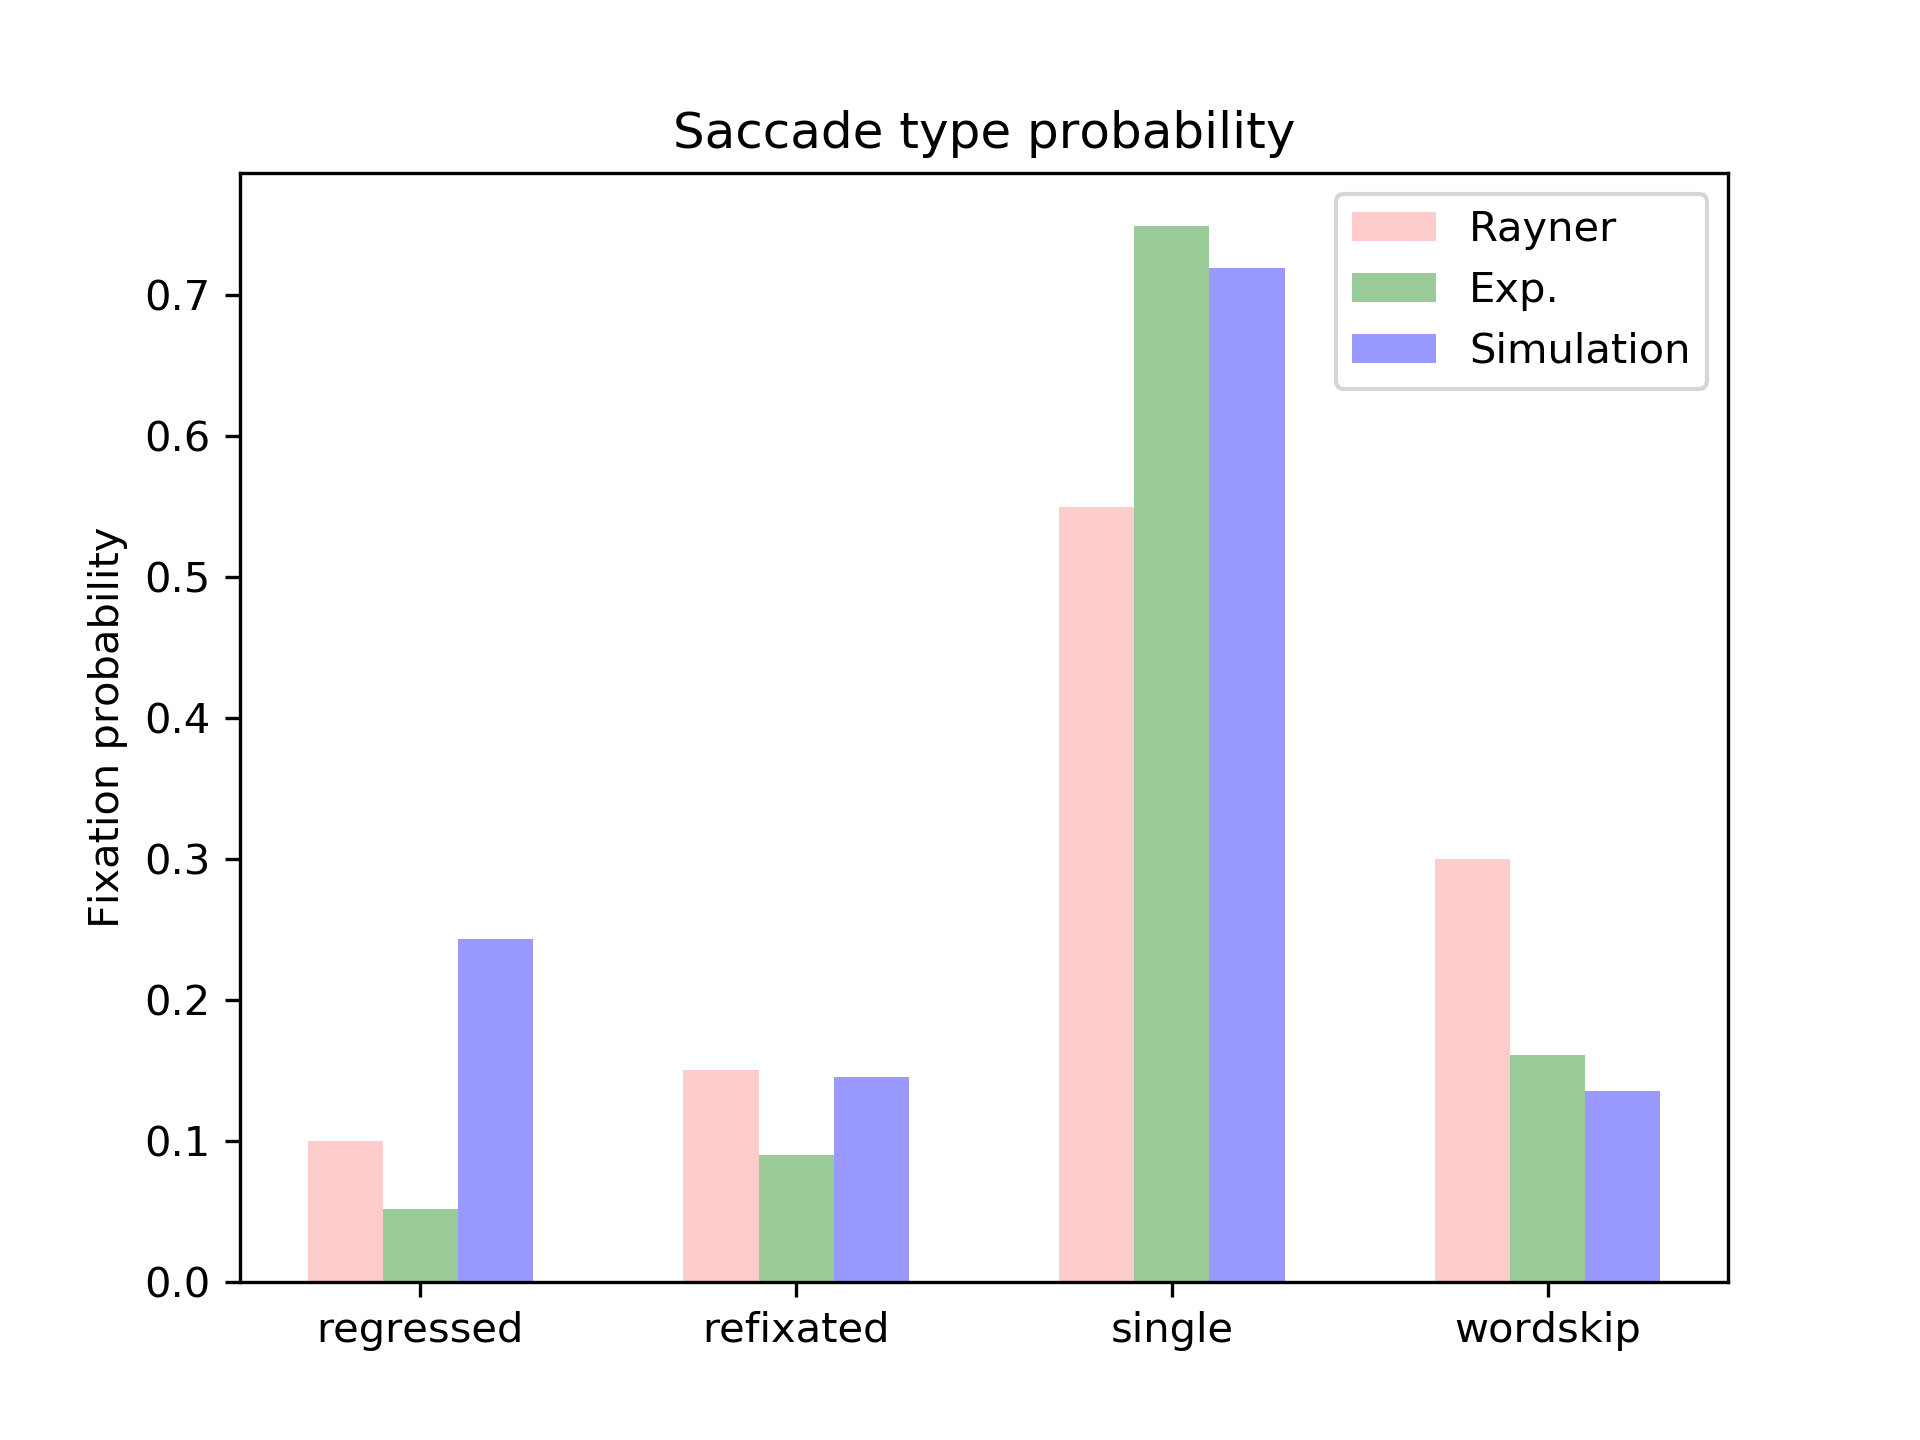 Saccade type probability
Rayner
Exp.
Simulation
Fixation probability
0.7
0.6
0.5
0.4
0.3
0.2
0.1
0.0
regressed refixated single wordskip